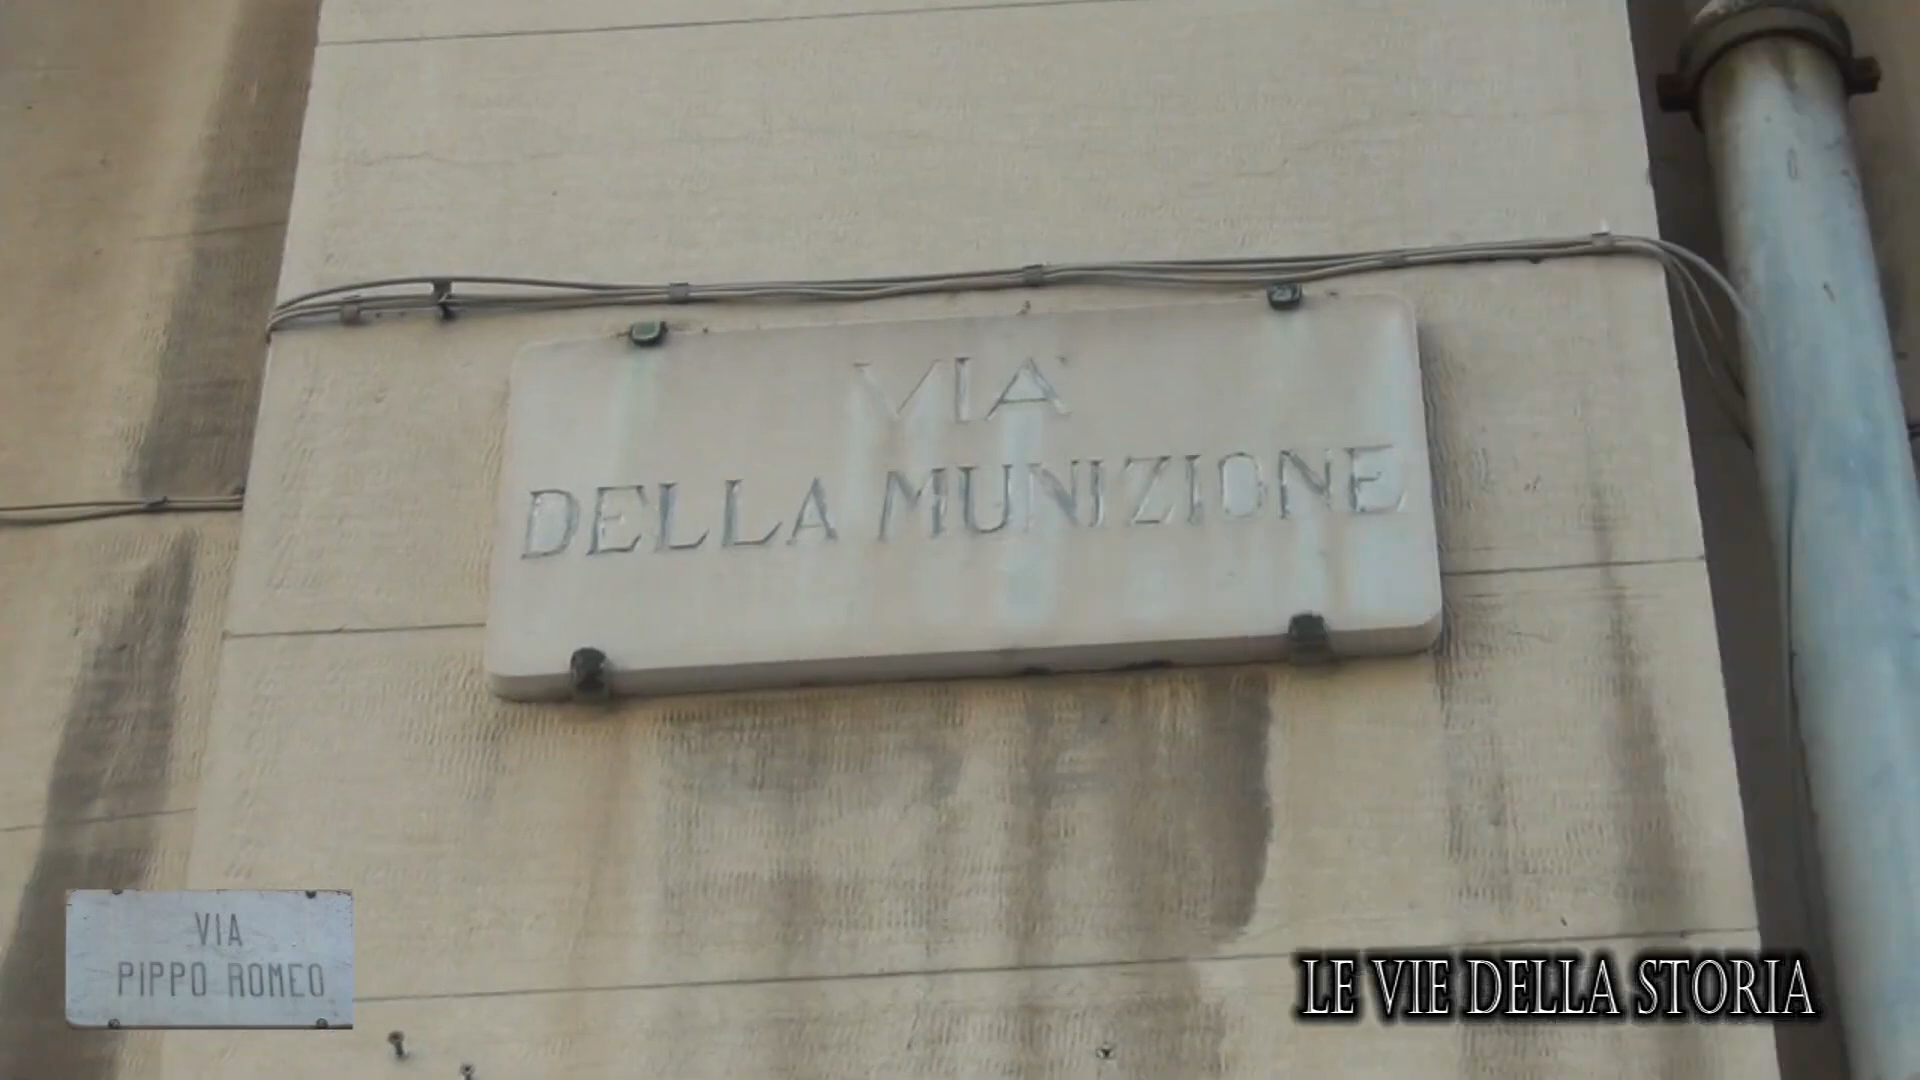 VIA
DELLA MUNIZIONE
VIA
PIPPO ROMEO
LE VIE DELLA STORIA